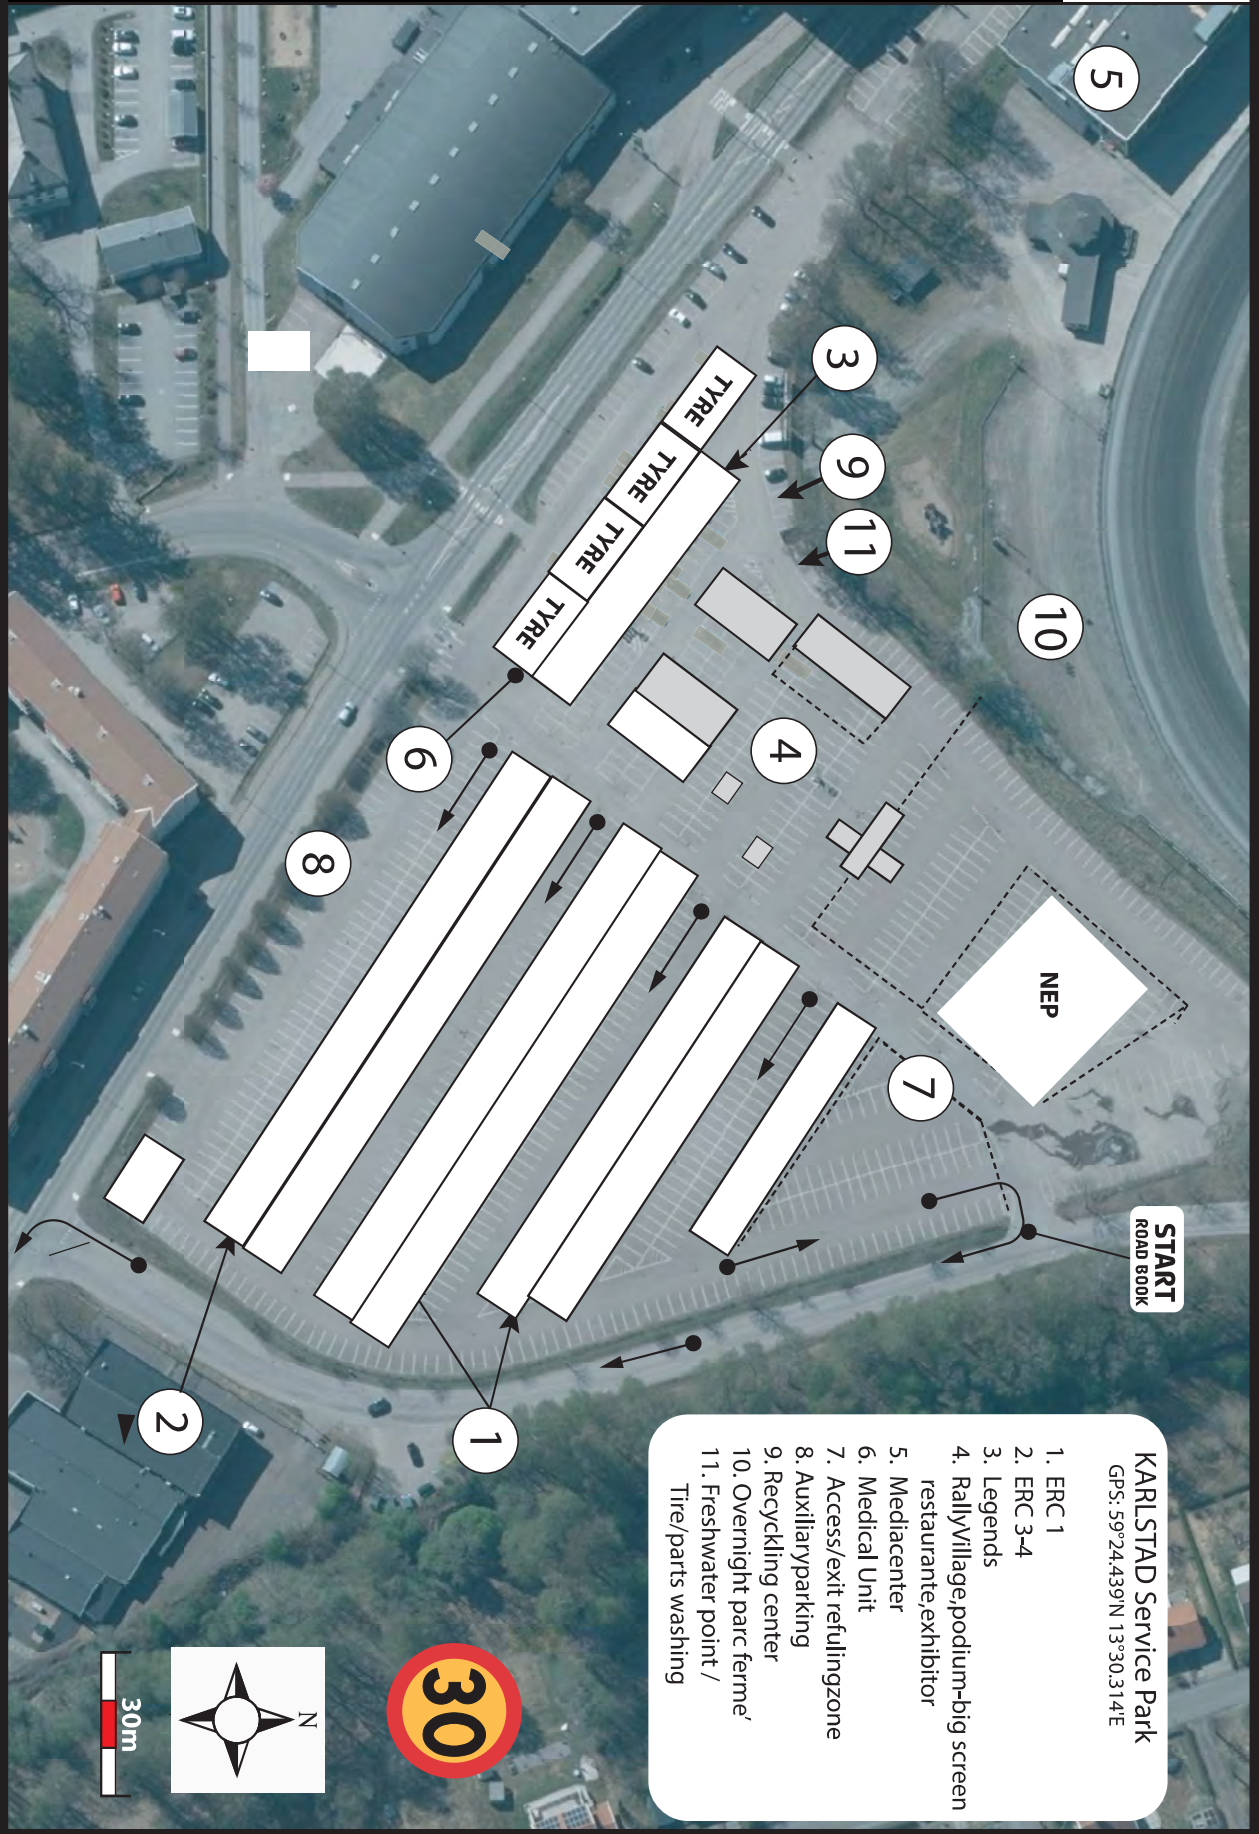 KARLSTAD Service Park
GPS: 59°24.439'N 13°30.314'E
1. ERC 1
2. ERC 3-4
3. Legends
4. RallyVillage,podium-big screen
restaurante,exhibitor
5. Mediacenter
6. Medical Unit
7. Access/exit refulingzone
8. Auxiliaryparking
9. Recyckling center
10. Overnight parc ferme’
11. Freshwater point /
Tire/parts washing
START
ROAD BOOK
5
3
9
11
10
TYRE
TYRE
TYRE
TYRE
4
6
8
NEP
7
2
1
30
N
30m